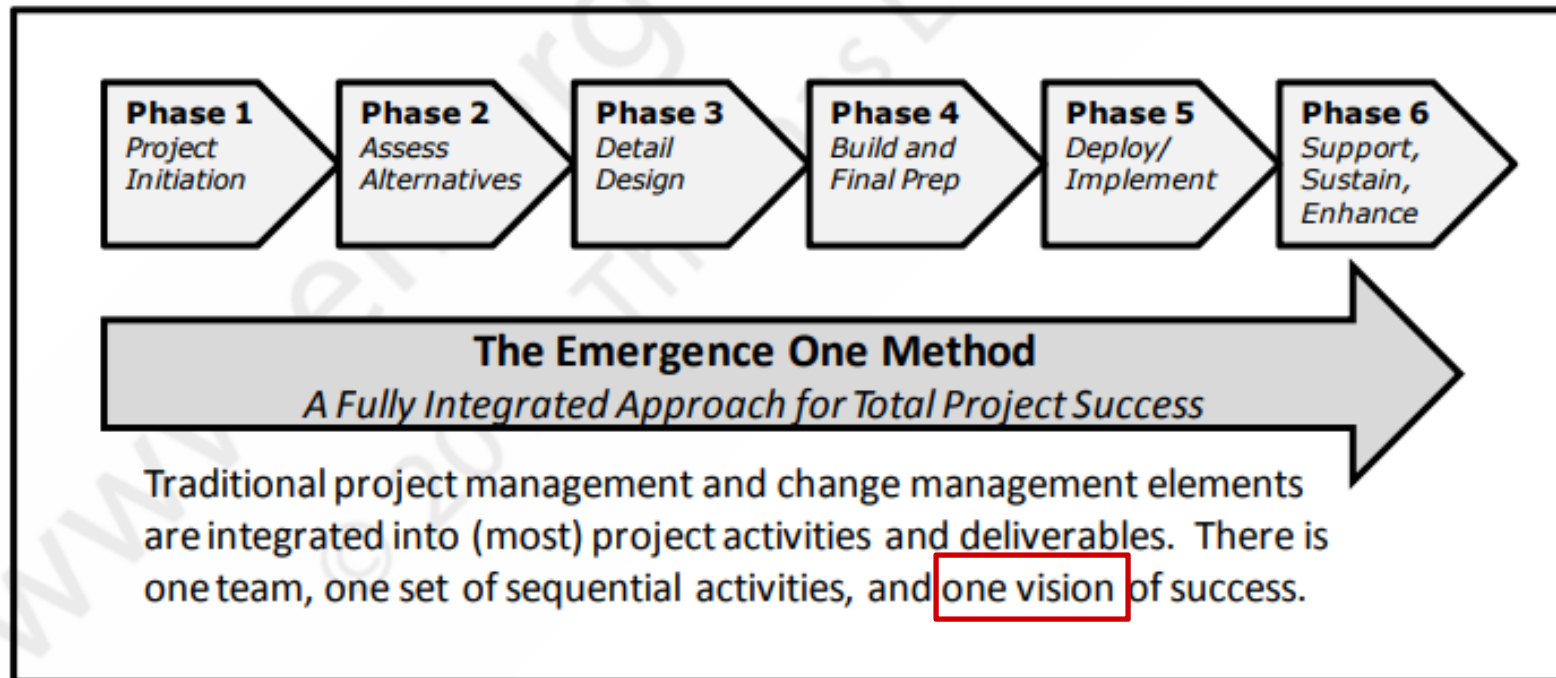 Phase 1
Project
Initiation
Phase 2
Assess
Alternatives
Phase 3
Detail
Design
Phase 4
Build and
Final Prep
Phase 5
Deploy/
Implement
Phase 6
Support,
Sustain,
Enhance
The Emergence One Method
A Fully Integrated Approach for Total Project Success
Traditional project management and change management elements
are integrated into (most) project activities and deliverables. There is
one team, one set of sequential activities, and one vision of success.